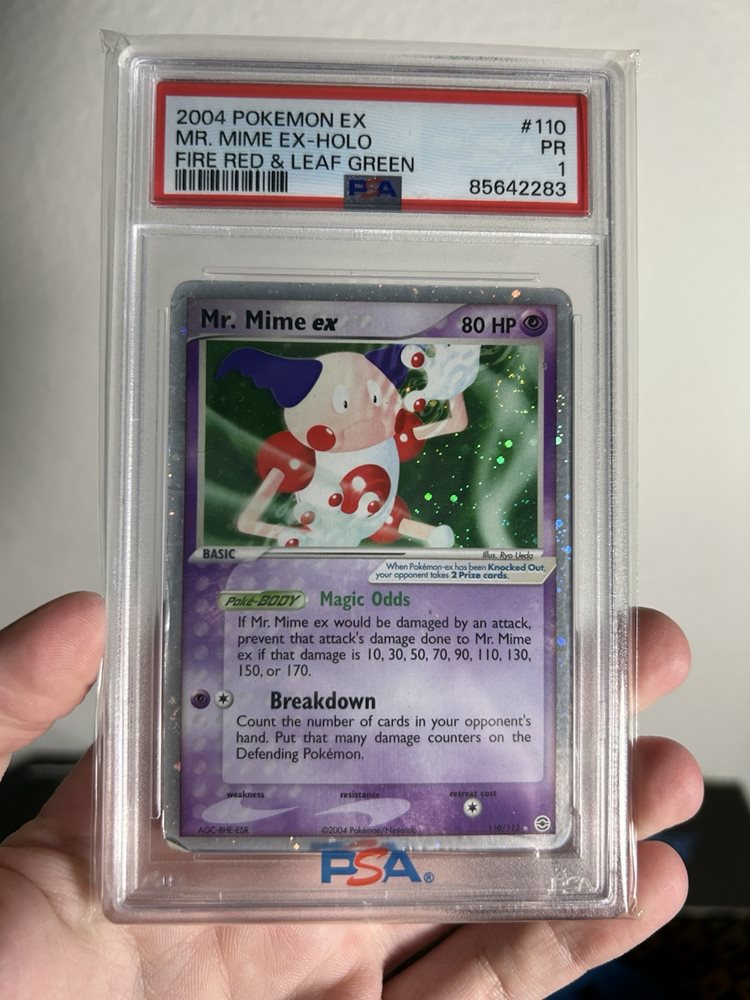 2004 POKEMON EX #110
MR. MIME EX-HOLO PR
FIRE RED & LEAF GREEN 1
PSA 85642283
Mr. Mime ex 80 HP
BASIC Illus. Ryo Ueda
When Pokémon-ex has been Knocked Out,
your opponent takes 2 Prize cards.
Poké-BODY Magic Odds
If Mr. Mime ex would be damaged by an attack,
prevent that attack's damage done to Mr. Mime
ex if that damage is 10, 30, 50, 70, 90, 110, 130,
150, or 170.
Breakdown
Count the number of cards in your opponent's
hand. Put that many damage counters on the
Defending Pokémon.
weakness resistance retreat cost
AGC-8HE-ESR ©2004 Pokémon/Nintendo 110/112
PSA®